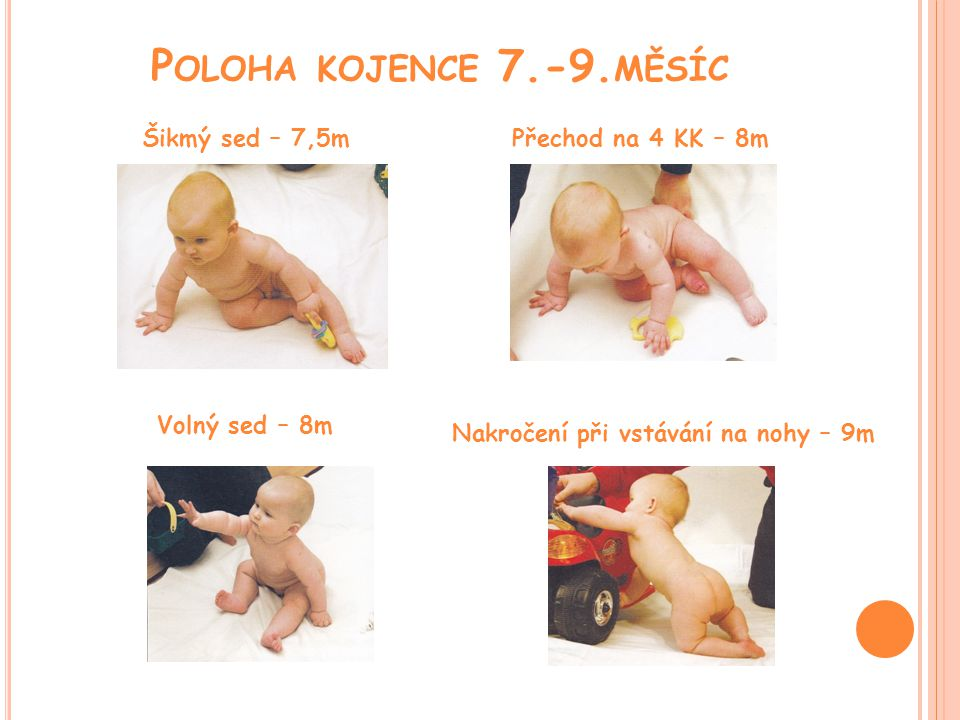 Poloha kojence 7.-9.měsíc
Šikmý sed – 7,5m
Přechod na 4 KK – 8m
Volný sed – 8m
Nakročení při vstávání na nohy – 9m